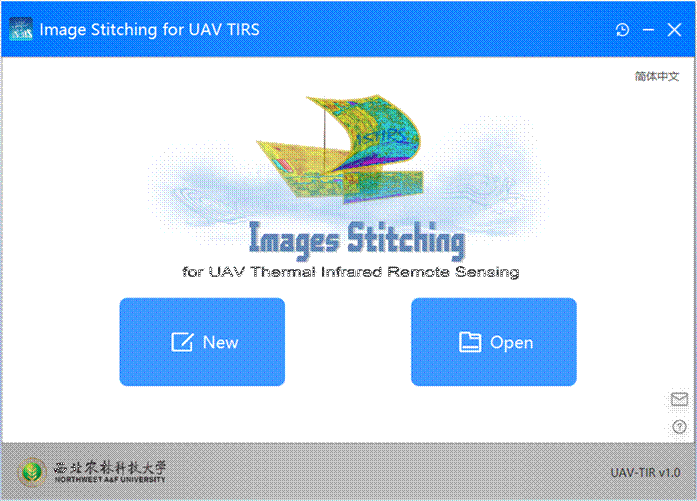 Image Stitching for UAV TIRS
简体中文
ISTIPS
Images Stitching
for UAV Thermal Infrared Remote Sensing
New
Open
西北农林科技大学
NORTHWEST A&F UNIVERSITY
UAV-TIR v1.0